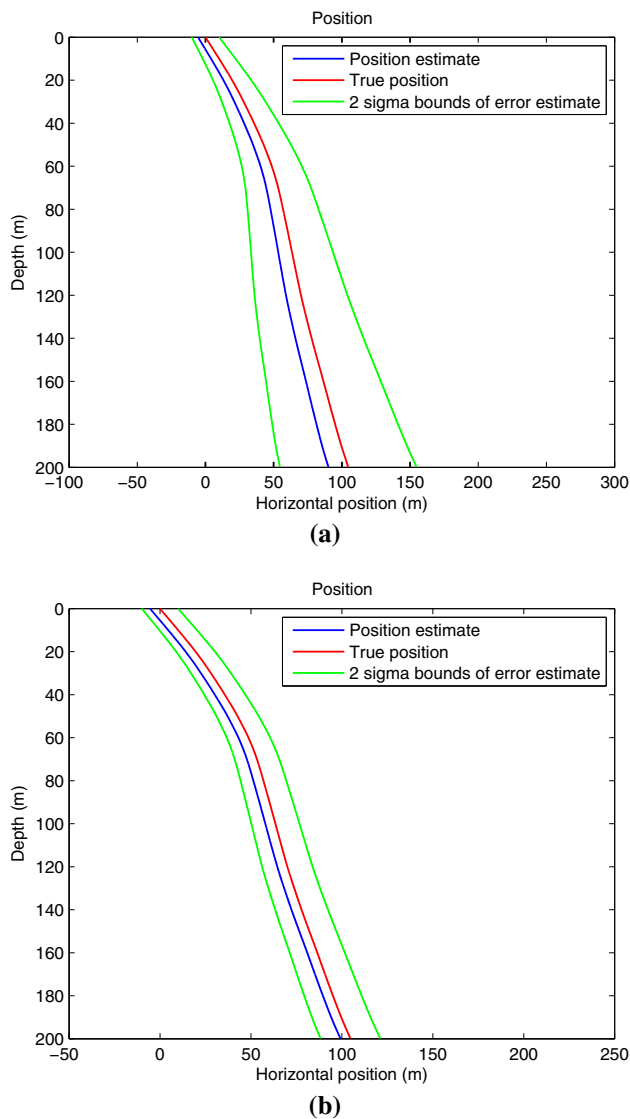 Position
0
20
40
60
80
100
120
140
160
180
200
Depth (m)
Position estimate
True position
2 sigma bounds of error estimate
−100 −50 0 50 100 150 200 250 300
Horizontal position (m)
(a)
Position
0
20
40
60
80
100
120
140
160
180
200
Depth (m)
Position estimate
True position
2 sigma bounds of error estimate
−50 0 50 100 150 200 250
Horizontal position (m)
(b)